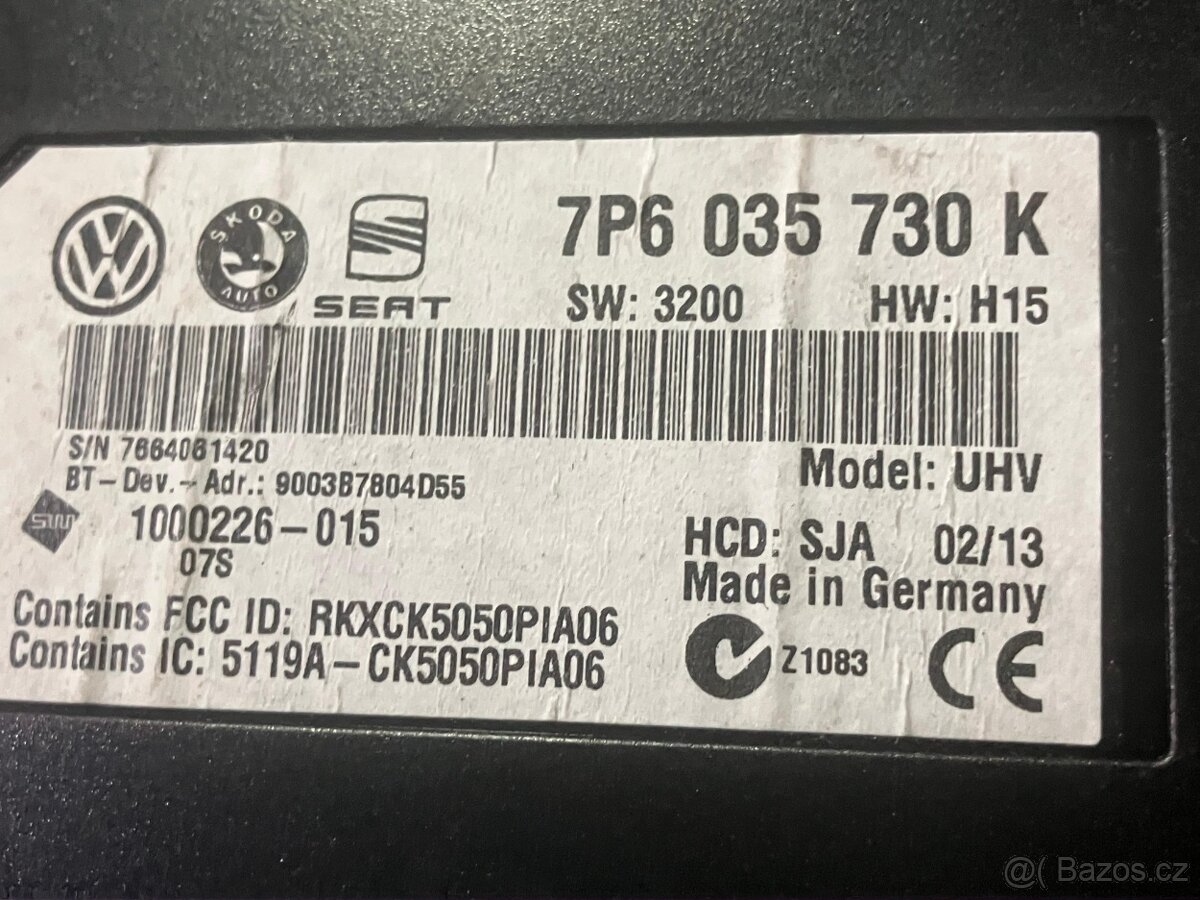 ŠKODA
AUTO
SEAT
7P6 035 730 K
SW: 3200
HW: H15
S/N 7664061420
BT-Dev.-Adr.: 9003B7804D55
Model: UHV
SW
1000226-015
07S
HCD: SJA 02/13
Made in Germany
Contains FCC ID: RKXCK5050PIA06
Contains IC: 5119A-CK5050PIA06
Z1083
CE
@( Bazos.cz